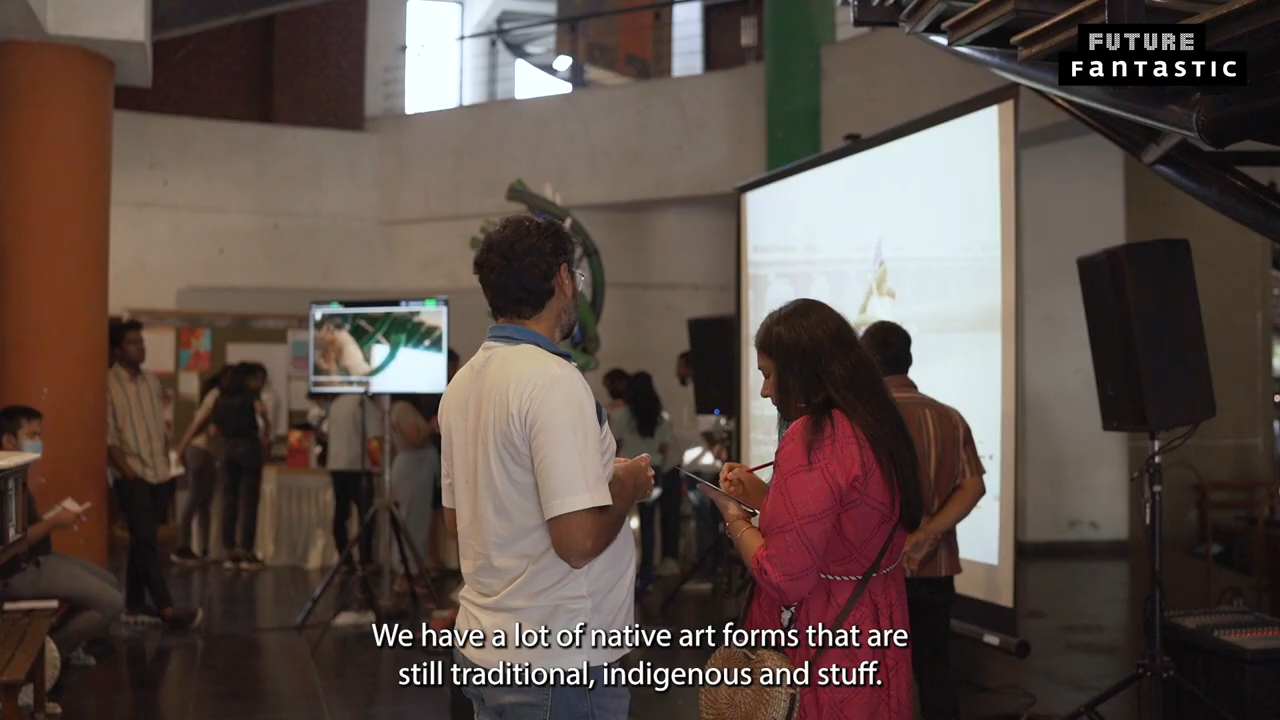 FUTURE
FANTASTIC
We have a lot of native art forms that are
still traditional, indigenous and stuff.